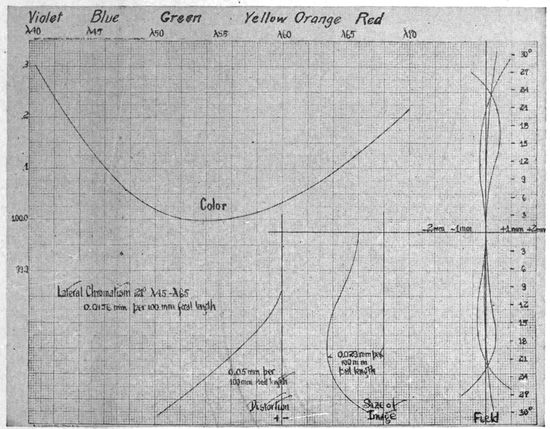 Violet Blue Green Yellow Orange Red
λ40 λ45 λ50 λ55 λ60 λ65 λ70
.3
.2
.1
100.0
Color
Lateral Chromatism 21° λ45-λ65
0.0156 mm per 100 mm focal length
0.05 mm per
100 mm focal length
Distortion
0.023 mm per
100 mm
focal length
Size of
Image
-2mm -1mm +1mm +2mm
30°
27
24
21
18
15
12
9
6
3
3
6
9
12
15
18
21
24
27
30°
Field